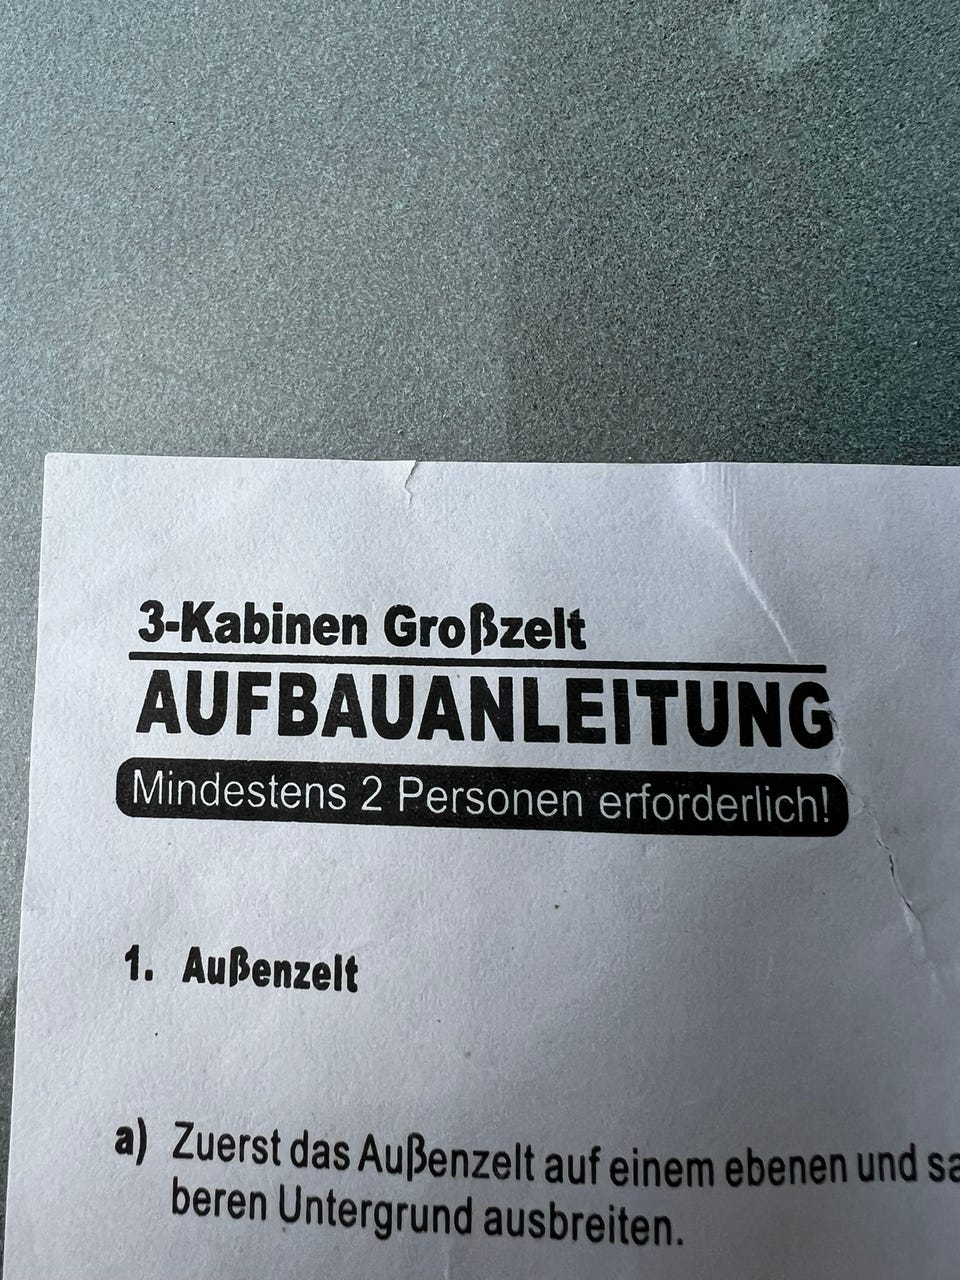 3-Kabinen Großzelt
AUFBAUANLEITUNG
Mindestens 2 Personen erforderlich!
1. Außenzelt
a) Zuerst das Außenzelt auf einem ebenen und sa
beren Untergrund ausbreiten.